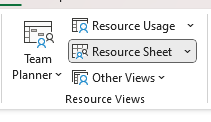 Team
Planner
Resource Usage
Resource Sheet
Other Views
Resource Views